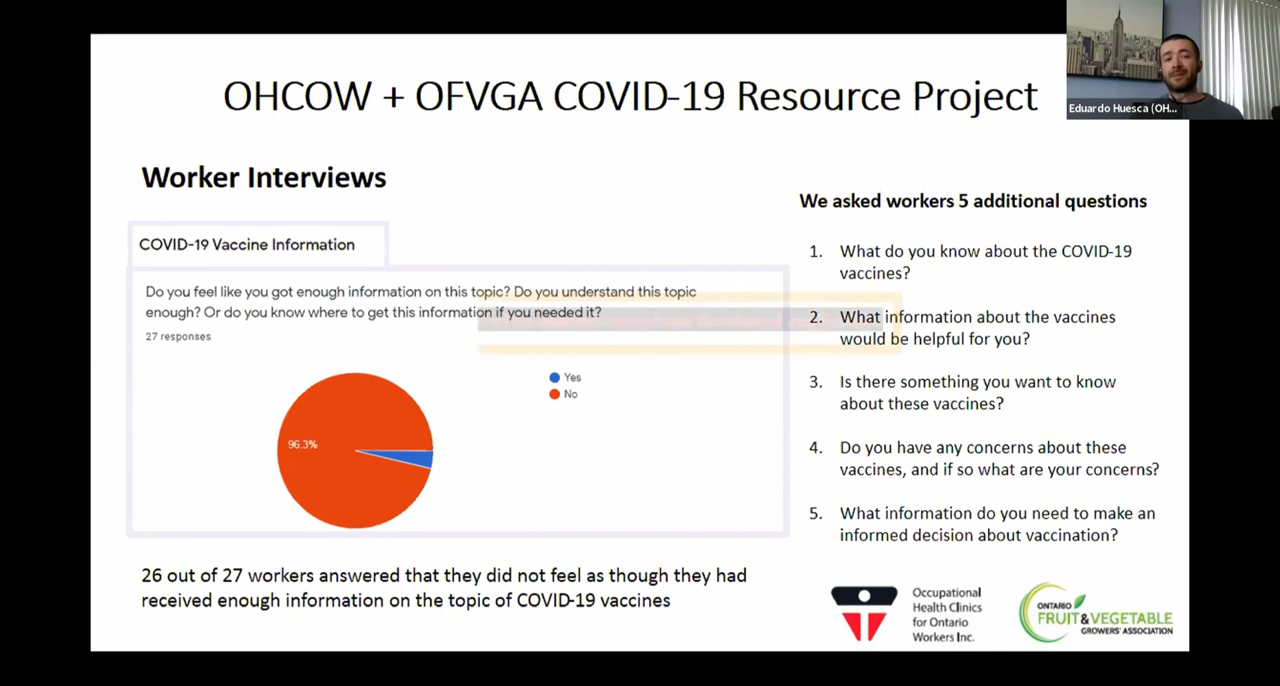 OHCOW + OFVGA COVID-19 Resource Project
Eduardo Huesca (OH...
Worker Interviews
COVID-19 Vaccine Information
Do you feel like you got enough information on this topic? Do you understand this topic
enough? Or do you know where to get this information if you needed it?
27 responses
Yes
No
96.3%
26 out of 27 workers answered that they did not feel as though they had
received enough information on the topic of COVID-19 vaccines
We asked workers 5 additional questions
1. What do you know about the COVID-19
vaccines?
2. What information about the vaccines
would be helpful for you?
3. Is there something you want to know
about these vaccines?
4. Do you have any concerns about these
vaccines, and if so what are your concerns?
5. What information do you need to make an
informed decision about vaccination?
Occupational
Health Clinics
for Ontario
Workers Inc.
ONTARIO
FRUIT & VEGETABLE
GROWERS' ASSOCIATION